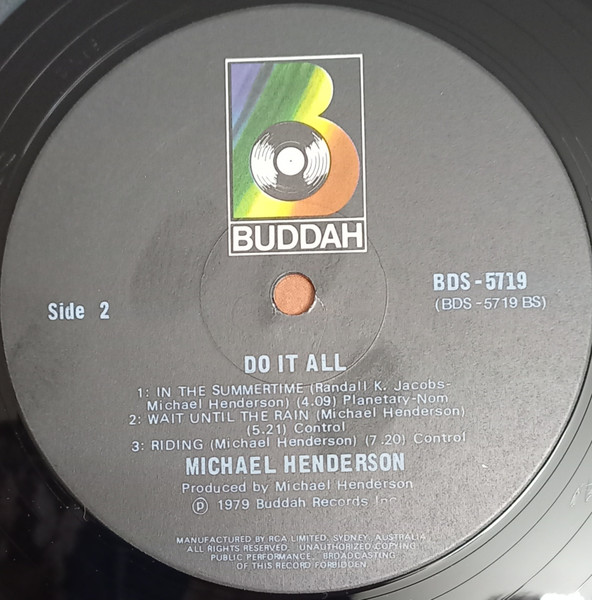 BUDDAH
Side 2
BDS-5719
(BDS-5719 BS)
DO IT ALL
1: IN THE SUMMERTIME (Randall K. Jacobs-
Michael Henderson) (4.09) Planetary-Nom
2: WAIT UNTIL THE RAIN (Michael Henderson)
(5.21) Control
3: RIDING (Michael Henderson) (7.20) Control
MICHAEL HENDERSON
Produced by Michael Henderson
℗ 1979 Buddah Records Inc.
MANUFACTURED BY RCA LIMITED, SYDNEY, AUSTRALIA
ALL RIGHTS RESERVED. UNAUTHORIZED COPYING
PUBLIC PERFORMANCE, BROADCASTING
OF THIS RECORD FORBIDDEN.